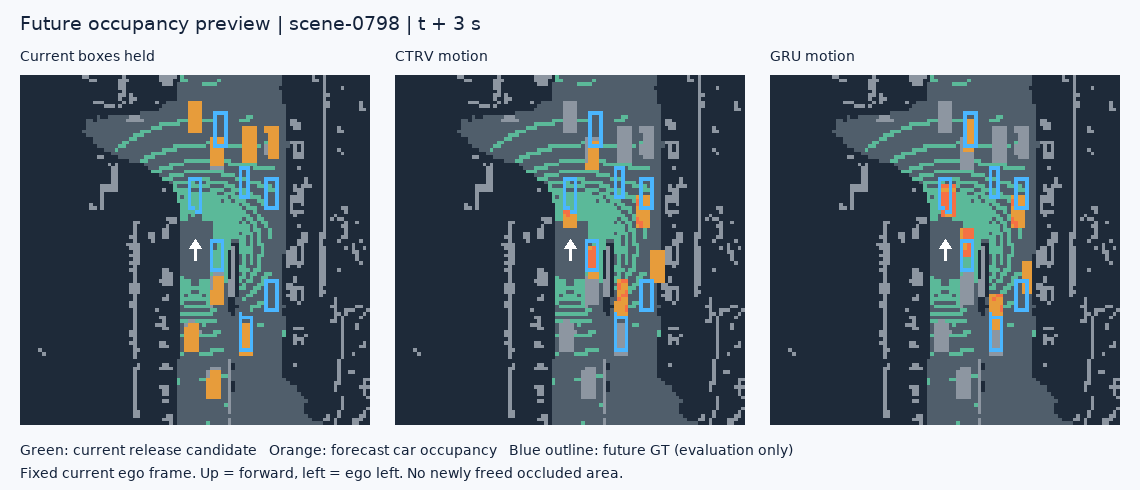 Future occupancy preview | scene-0798 | t + 3 s
Current boxes held
CTRV motion
GRU motion
Green: current release candidate   Orange: forecast car occupancy   Blue outline: future GT (evaluation only)
Fixed current ego frame. Up = forward, left = ego left. No newly freed occluded area.